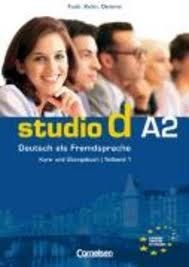 Funk, Kuhn, Demme
studio d A2
Deutsch als Fremdsprache
Kurs- und Übungsbuch | Teilband 1
Cornelsen